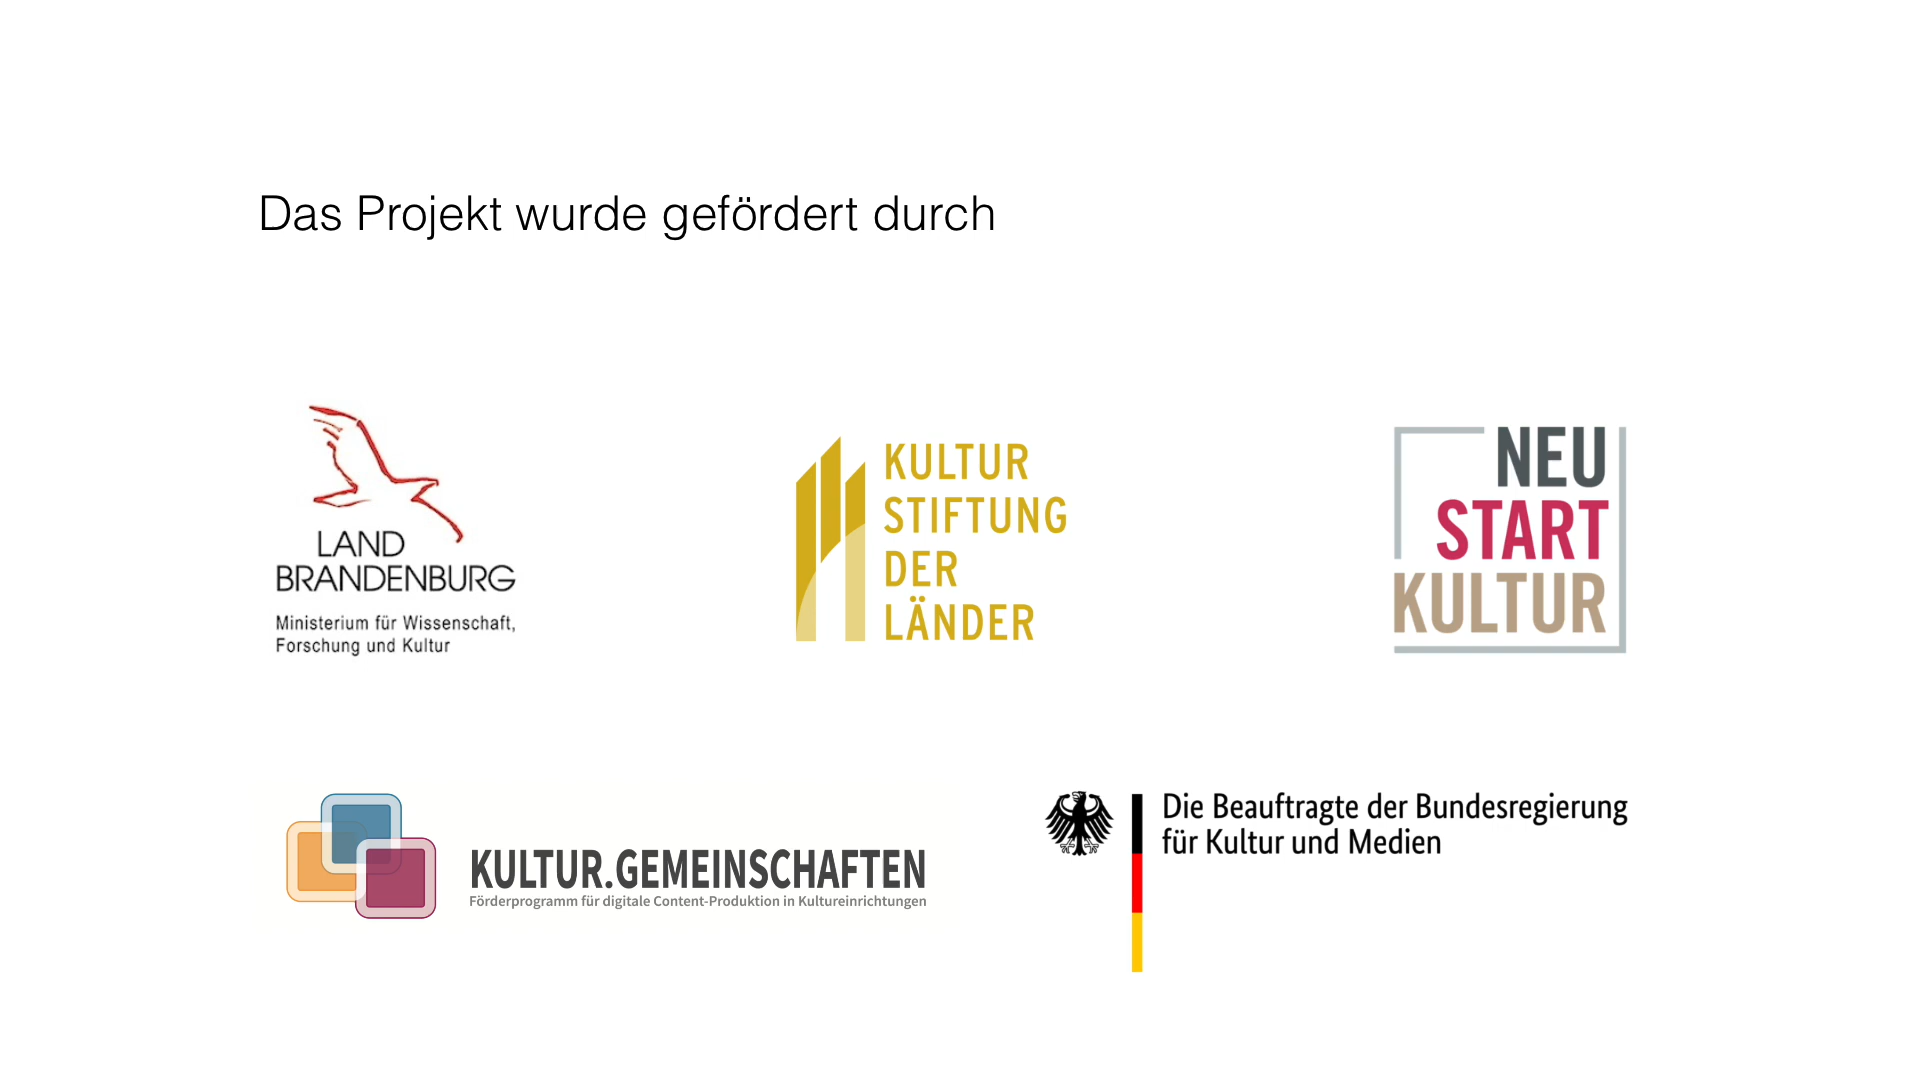 Das Projekt wurde gefördert durch
LAND
BRANDENBURG
Ministerium für Wissenschaft,
Forschung und Kultur
KULTUR
STIFTUNG
DER
LÄNDER
NEU
START
KULTUR
KULTUR.GEMEINSCHAFTEN
Förderprogramm für digitale Content-Produktion in Kultureinrichtungen
Die Beauftragte der Bundesregierung
für Kultur und Medien